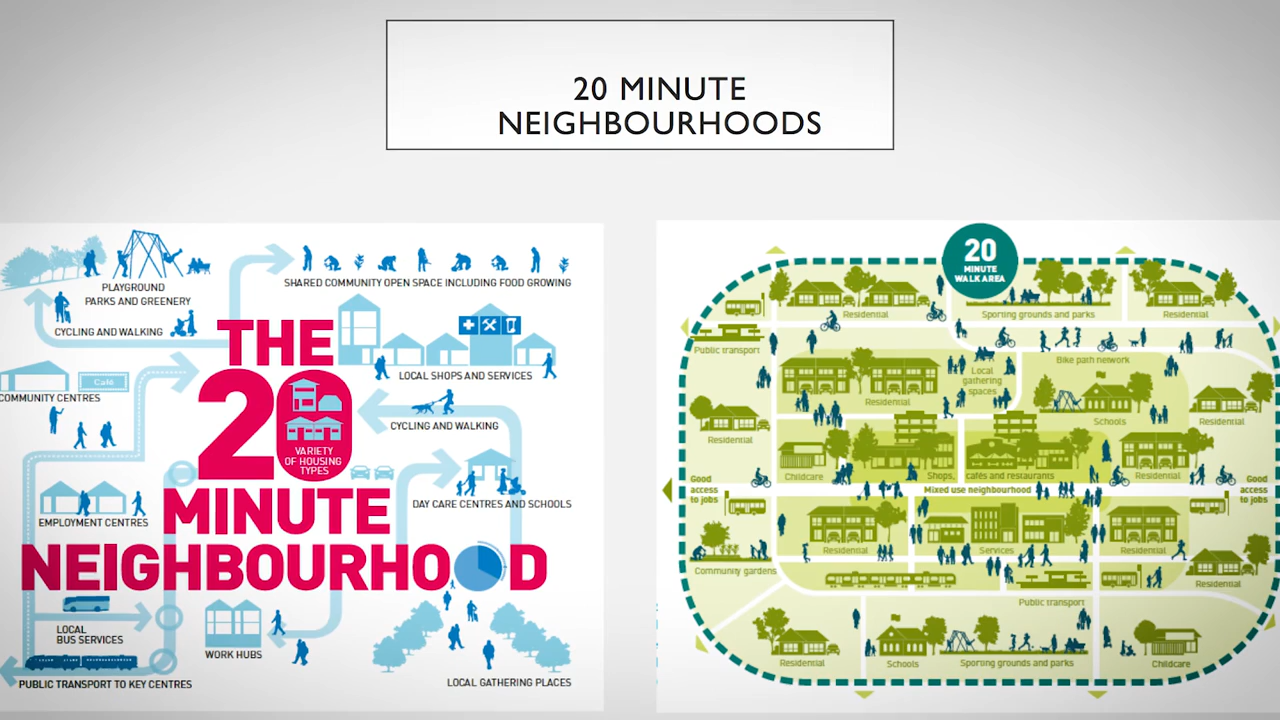 20 MINUTE
NEIGHBOURHOODS
PLAYGROUND
PARKS AND GREENERY
SHARED COMMUNITY OPEN SPACE INCLUDING FOOD GROWING
CYCLING AND WALKING
LOCAL SHOPS AND SERVICES
Café
COMMUNITY CENTRES
CYCLING AND WALKING
THE
20
VARIETY
OF HOUSING
TYPES
MINUTE
NEIGHBOURHOOD
DAY CARE CENTRES AND SCHOOLS
EMPLOYMENT CENTRES
LOCAL
BUS SERVICES
WORK HUBS
PUBLIC TRANSPORT TO KEY CENTRES
LOCAL GATHERING PLACES
20
MINUTE
WALK AREA
Residential
Sporting grounds and parks
Residential
Public transport
Bike path network
Local
gathering
spaces
Residential
Schools
Residential
Residential
Childcare
Shops, cafés and restaurants
Residential
Good
access
to jobs
Mixed use neighbourhood
Good
access
to jobs
Residential
Services
Residential
Community gardens
Residential
Public transport
Residential
Schools
Sporting grounds and parks
Childcare